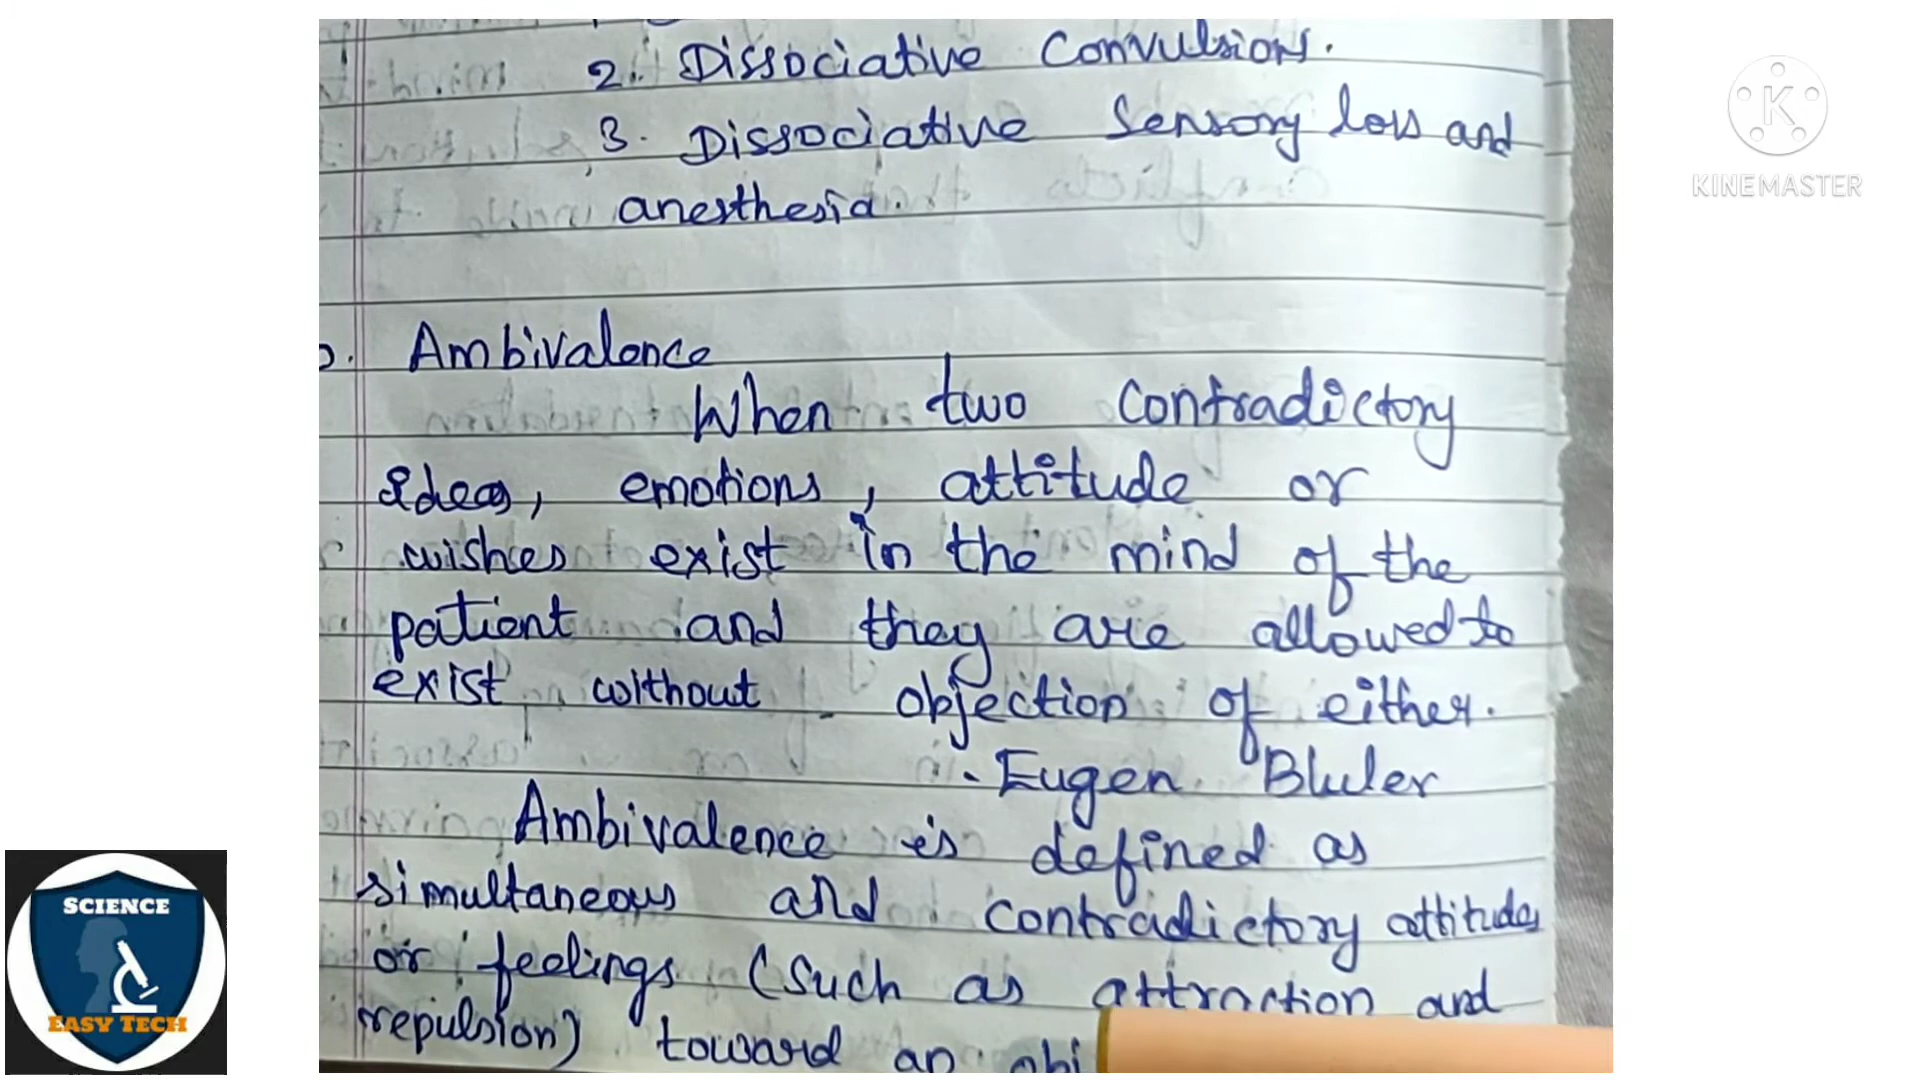 2. Dissociative Convulsions.
3. Dissociative Sensory loss and
anesthesia.
Ambivalence
When two contradictory
Ideas, emotions, attitude or
wishes exist in the mind of the
patient and they are allowed to
exist without objection of either.
- Eugen Bluler
Ambivalence is defined as
simultaneous and contradictory attitudes
or feelings (such as attraction and
repulsion) toward an obj
KINEMASTER
SCIENCE
EASY TECH